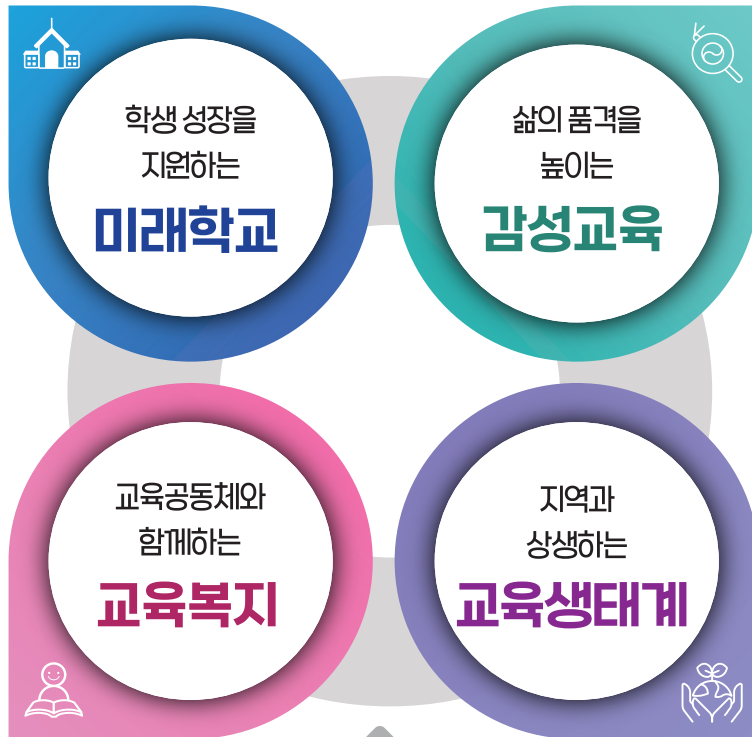 학생 성장을
지원하는
미래학교
삶의 품격을
높이는
감성교육
교육공동체와
함께하는
교육복지
지역과
상생하는
교육생태계